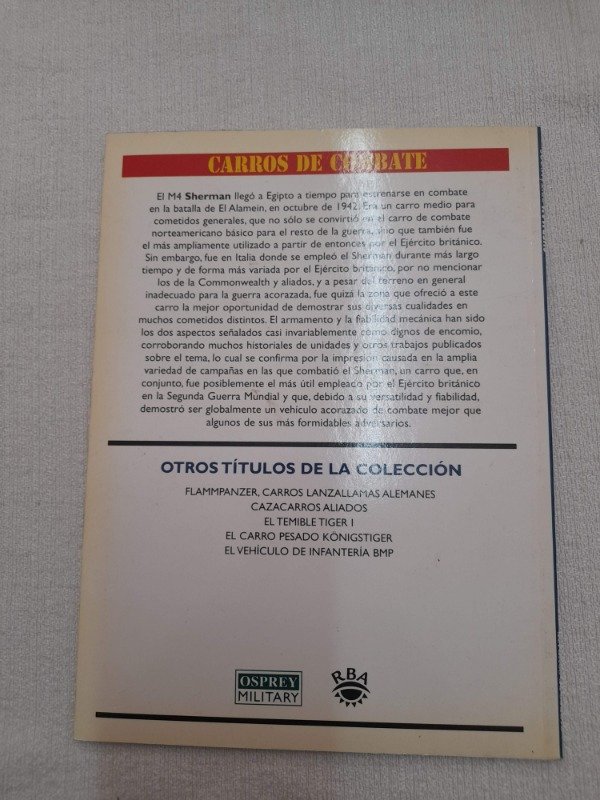 CARROS DE COMBATE
El M4 Sherman llegó a Egipto a tiempo para estrenarse en combate
en la batalla de El Alamein, en octubre de 1942. Era un carro medio para
cometidos generales, que no sólo se convirtió en el carro de combate
norteamericano básico para el resto de la guerra, sino que también fue
el más ampliamente utilizado a partir de entonces por el Ejército británico.
Sin embargo, fue en Italia donde se empleó el Sherman durante más largo
tiempo y de forma más variada por el Ejército británico, por no mencionar
los de la Commonwealth y aliados, y a pesar del terreno en general
inadecuado para la guerra acorazada, fue quizá la zona que ofreció a este
carro la mejor oportunidad de demostrar sus diversas cualidades en
muchos cometidos distintos. El armamento y la fiabilidad mecánica han sido
los dos aspectos señalados casi invariablemente como dignos de encomio,
corroborando muchos historiales de unidades y otros trabajos publicados
sobre el tema, lo cual se confirma por la impresión causada en la amplia
variedad de campañas en las que combatió el Sherman, un carro que, en
conjunto, fue posiblemente el más útil empleado por el Ejército británico
en la Segunda Guerra Mundial y que, debido a su versatilidad y fiabilidad,
demostró ser globalmente un vehículo acorazado de combate mejor que
algunos de sus más formidables adversarios.
OTROS TÍTULOS DE LA COLECCIÓN
FLAMMPANZER, CARROS LANZALLAMAS ALEMANES
CAZACARROS ALIADOS
EL TEMIBLE TIGER I
EL CARRO PESADO KÖNIGSTIGER
EL VEHÍCULO DE INFANTERÍA BMP
OSPREY
MILITARY
RBA